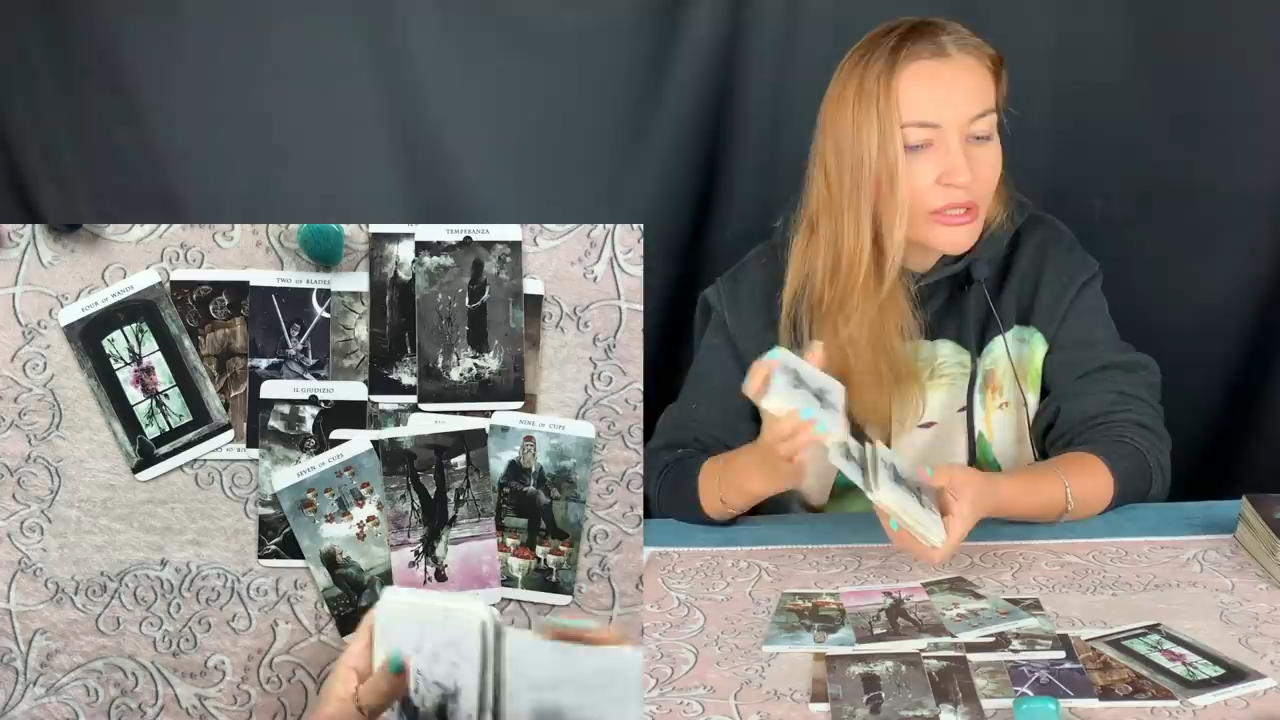 FOUR OF WANDS
TWO OF BLADES
TEMPERANZA
IL GIUDIZIO
SEVEN OF CUPS
NINE OF CUPS